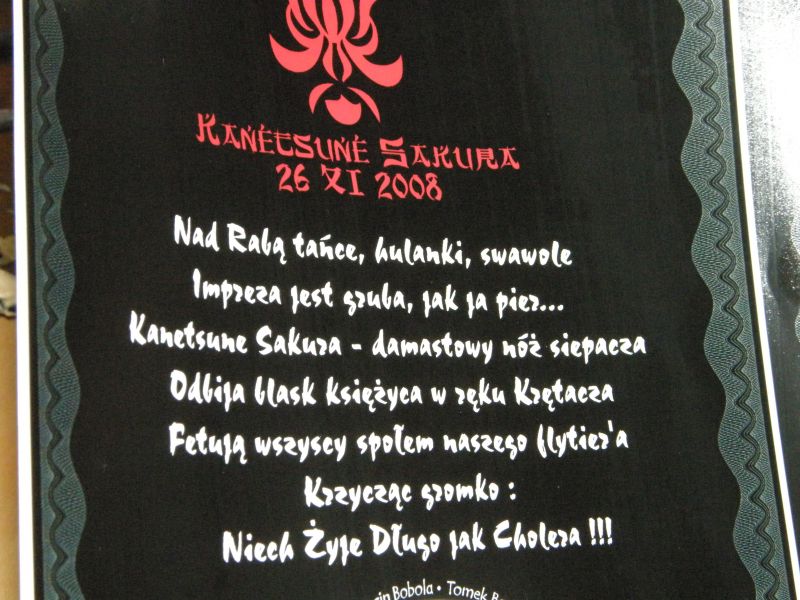 Kanetsune Sakura
26 XI 2008
Nad Rabą tańce, hulanki, swawole
Impreza jest gruba, jak ja pier...
Kanetsune Sakura - damastowy nóż siepacza
Odbija blask księżyca w ręku Krętacza
Fetują wszyscy społem naszego flytier'a
Krzycząc gromko :
Niech Żyje Długo jak Cholera !!!
Bobola • Tomek